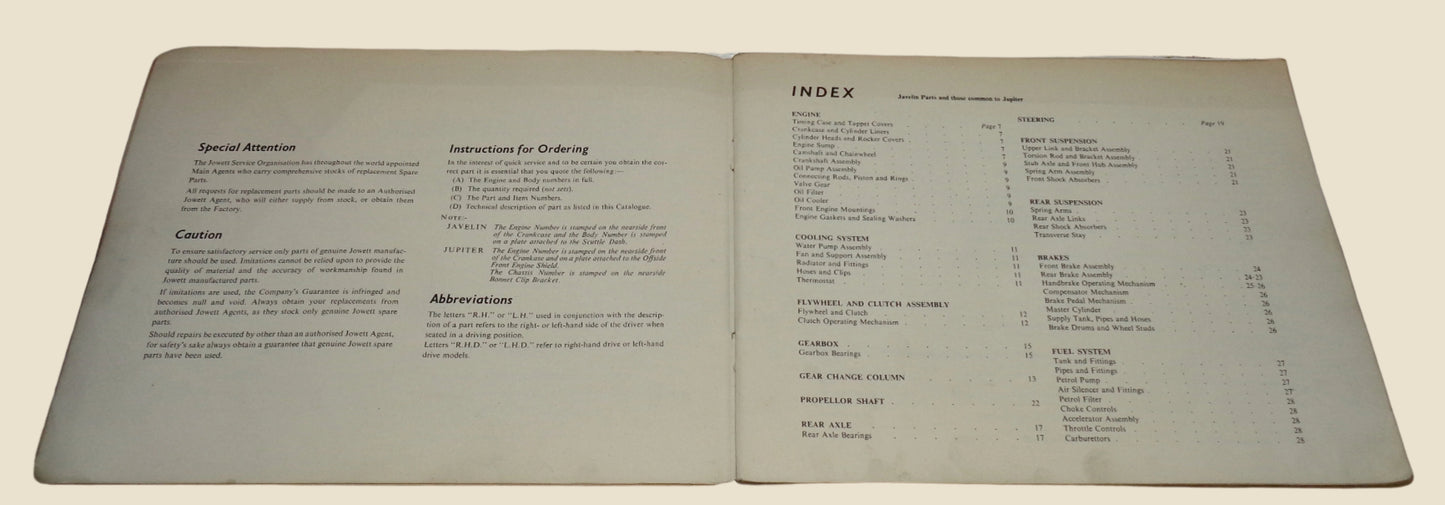 Special Attention
The Jowett Service Organisation has throughout the world appointed
Main Agents who carry comprehensive stocks of replacement Spare
Parts.
All requests for replacement parts should be made to an Authorised
Jowett Agent, who will either supply from stock, or obtain them
from the Factory.
Caution
To ensure satisfactory service only parts of genuine Jowett manufac-
ture should be used. Imitations cannot be relied upon to provide the
quality of material and the accuracy of workmanship found in
Jowett manufactured parts.
If imitations are used, the Company's Guarantee is infringed and
becomes null and void. Always obtain your replacements from
authorised Jowett Agents, as they stock only genuine Jowett spare
parts.
Should repairs be executed by other than an authorised Jowett Agent,
for safety's sake always obtain a guarantee that genuine Jowett spare
parts have been used.
Instructions for Ordering
In the interest of quick service and to be certain you obtain the cor-
rect part it is essential that you quote the following:—
(A) The Engine and Body numbers in full.
(B) The quantity required (not sets).
(C) The Part and Item Numbers.
(D) Technical description of part as listed in this Catalogue.
NOTE:-
JAVELIN The Engine Number is stamped on the nearside front
of the Crankcase and the Body Number is stamped
on a plate attached to the Scuttle Dash.
JUPITER The Engine Number is stamped on the nearside front
of the Crankcase and on a plate attached to the Offside
Front Engine Shield.
The Chassis Number is stamped on the nearside
Bonnet Clip Bracket.
Abbreviations
The letters "R.H." or "L.H." used in conjunction with the descrip-
tion of a part refers to the right- or left-hand side of the driver when
seated in a driving position.
Letters "R.H.D." or "L.H.D." refer to right-hand drive or left-hand
drive models.
INDEX Javelin Parts and those common to Jupiter
ENGINE
Timing Case and Tappet Covers Page 7
Crankcase and Cylinder Liners 7
Cylinder Heads and Rocker Covers 7
Engine Sump 7
Camshaft and Chainwheel 7
Crankshaft Assembly 9
Oil Pump Assembly 9
Connecting Rods, Piston and Rings 9
Valve Gear 9
Oil Filter 9
Oil Cooler 9
Front Engine Mountings 10
Engine Gaskets and Sealing Washers 10
COOLING SYSTEM
Water Pump Assembly 11
Fan and Support Assembly 11
Radiator and Fittings 11
Hoses and Clips 11
Thermostat 11
FLYWHEEL AND CLUTCH ASSEMBLY
Flywheel and Clutch 12
Clutch Operating Mechanism 12
GEARBOX 15
Gearbox Bearings 15
GEAR CHANGE COLUMN 13
PROPELLOR SHAFT 22
REAR AXLE 17
Rear Axle Bearings 17
STEERING Page 19
FRONT SUSPENSION
Upper Link and Bracket Assembly 21
Torsion Rod and Bracket Assembly 21
Stub Axle and Front Hub Assembly 21
Spring Arm Assembly 21
Front Shock Absorbers 21
REAR SUSPENSION
Spring Arms 23
Rear Axle Links 23
Rear Shock Absorbers 23
Transverse Stay 23
BRAKES
Front Brake Assembly 24
Rear Brake Assembly 24-25
Handbrake Operating Mechanism 25-26
Compensator Mechanism 26
Brake Pedal Mechanism 26
Master Cylinder 26
Supply Tank, Pipes and Hoses 26
Brake Drums and Wheel Studs 26
FUEL SYSTEM
Tank and Fittings 27
Pipes and Fittings 27
Petrol Pump 27
Air Silencer and Fittings 27
Petrol Filter 28
Choke Controls 28
Accelerator Assembly 28
Throttle Controls 28
Carburettors 28